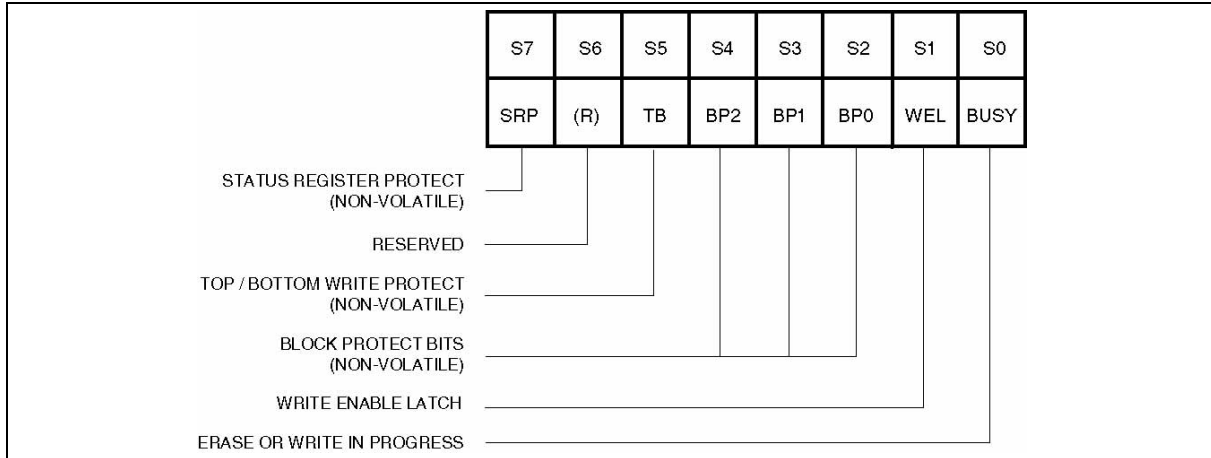 S7 S6 S5 S4 S3 S2 S1 S0
SRP (R) TB BP2 BP1 BP0 WEL BUSY
STATUS REGISTER PROTECT
(NON-VOLATILE)
RESERVED
TOP / BOTTOM WRITE PROTECT
(NON-VOLATILE)
BLOCK PROTECT BITS
(NON-VOLATILE)
WRITE ENABLE LATCH
ERASE OR WRITE IN PROGRESS